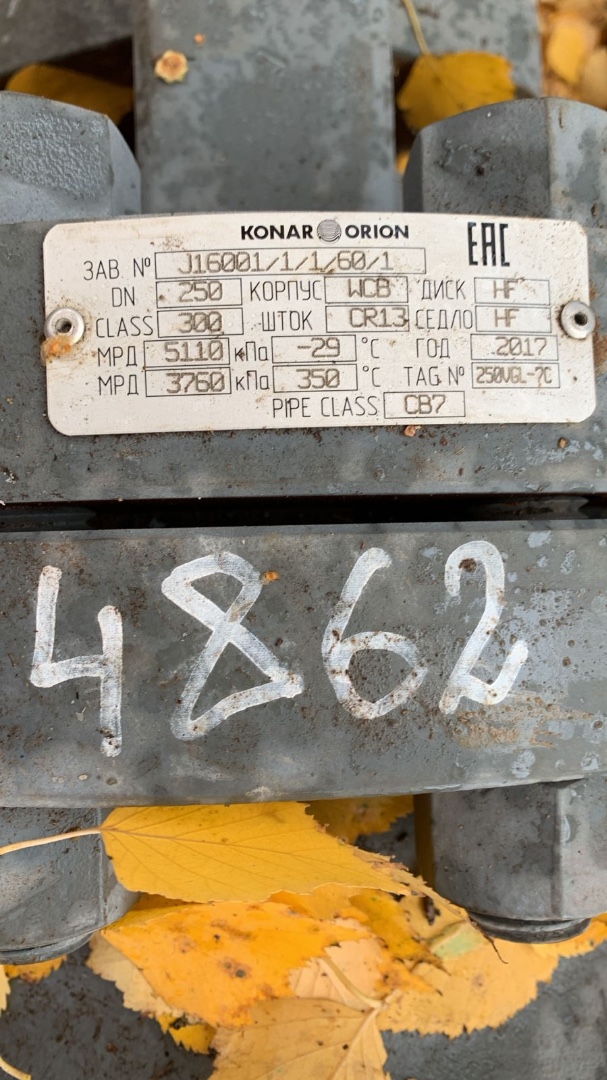 KONAR ORION EAC
ЗАВ. № J16001/1/1/60/1
DN 250 КОРПУС WCB ДИСК HF
CLASS 300 ШТОК CR13 СЕДЛО HF
МРД 5110 кПа -29 °C ГОД 2017
МРД 3760 кПа 350 °C TAG. № 250VGL-7C
PIPE CLASS CB7
4862